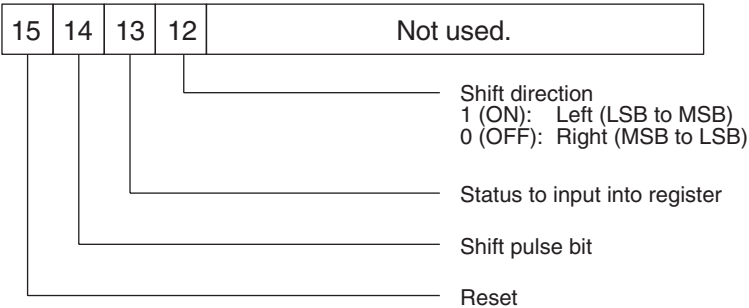 15 14 13 12 Not used.
Shift direction
1 (ON): Left (LSB to MSB)
0 (OFF): Right (MSB to LSB)
Status to input into register
Shift pulse bit
Reset